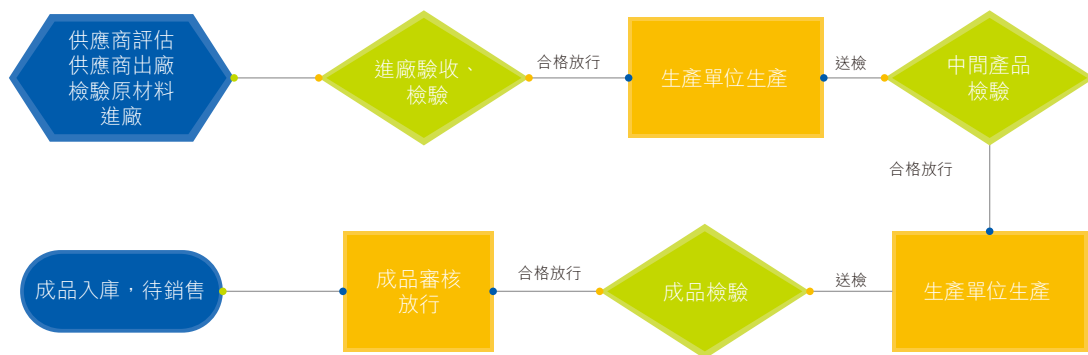 供應商評估
供應商出廠
檢驗原材料
進廠
進廠驗收、
檢驗
合格放行
生產單位生產
送檢
中間產品
檢驗
合格放行
生產單位生產
送檢
成品檢驗
合格放行
成品審核
放行
成品入庫，待銷售